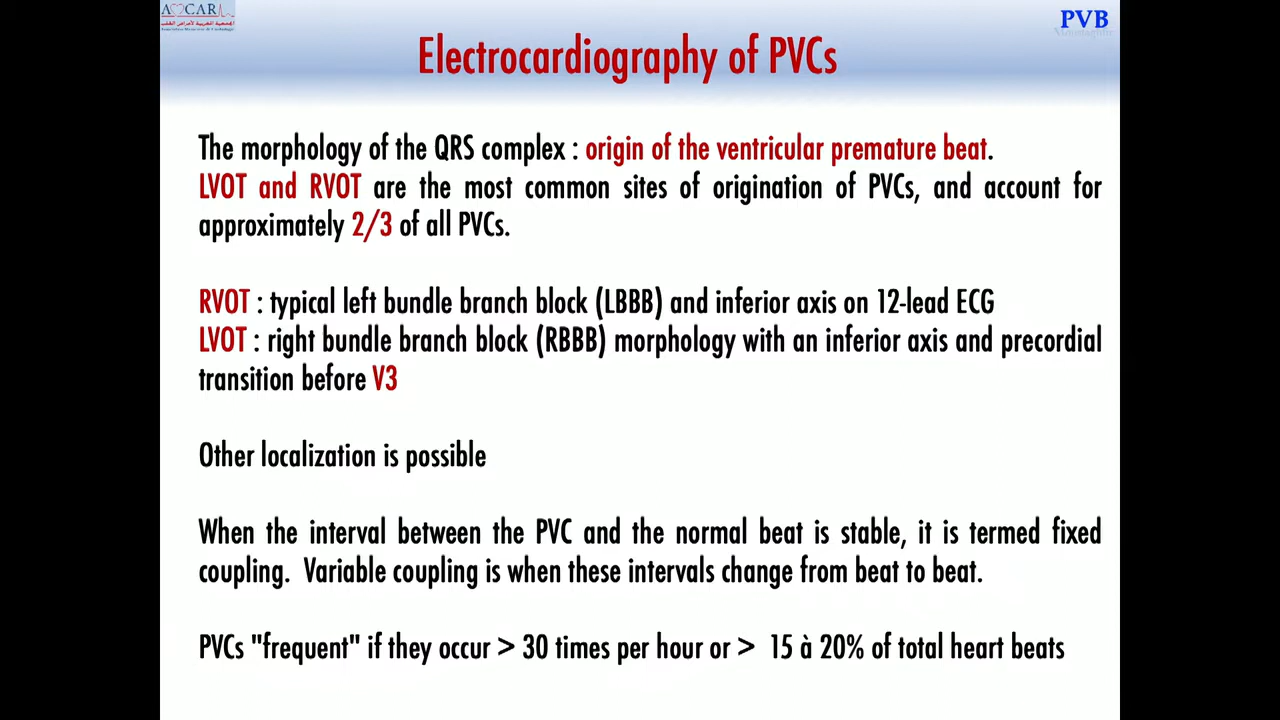 A CAR
PVB
Electrocardiography of PVCs
The morphology of the QRS complex : origin of the ventricular premature beat.
LVOT and RVOT are the most common sites of origination of PVCs, and account for
approximately 2/3 of all PVCs.
RVOT : typical left bundle branch block (LBBB) and inferior axis on 12-lead ECG
LVOT : right bundle branch block (RBBB) morphology with an inferior axis and precordial
transition before V3
Other localization is possible
When the interval between the PVC and the normal beat is stable, it is termed fixed
coupling. Variable coupling is when these intervals change from beat to beat.
PVCs "frequent" if they occur > 30 times per hour or > 15 à 20% of total heart beats